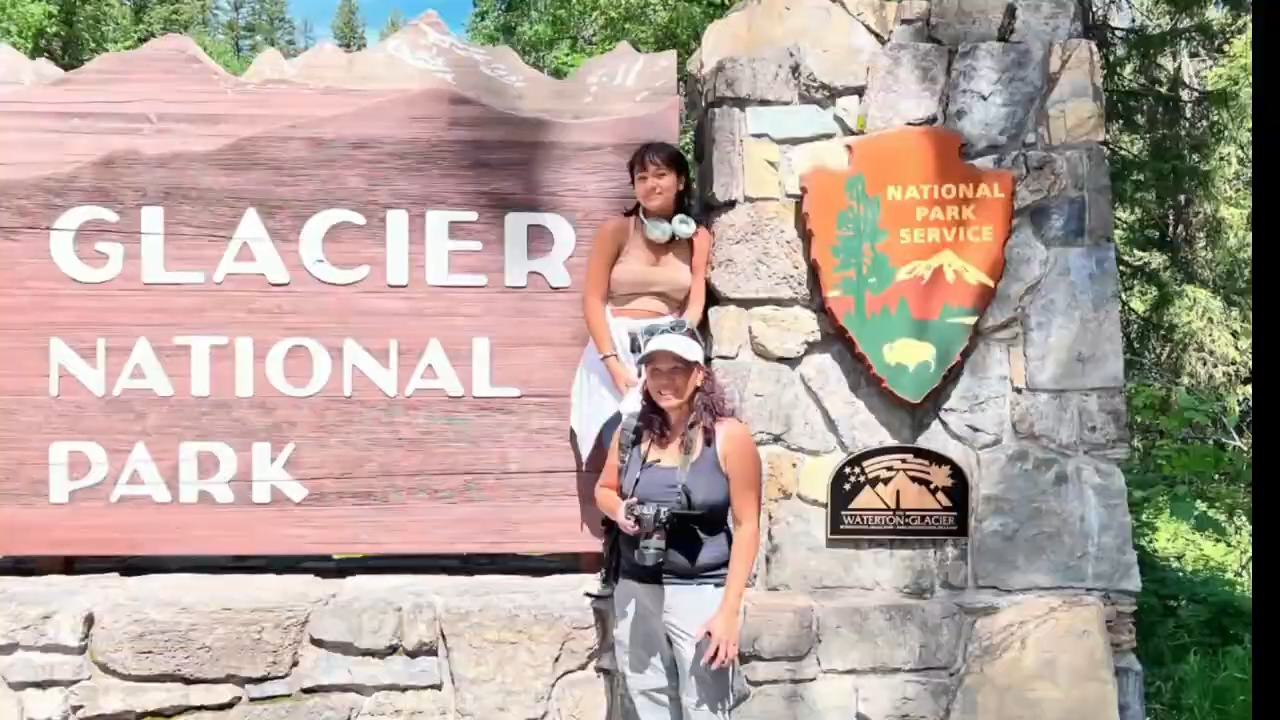 GLACIER
NATIONAL
PARK
NATIONAL
PARK
SERVICE
WATERTON-GLACIER